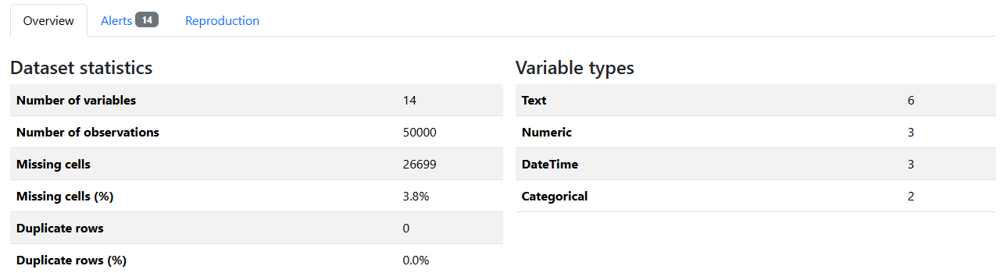 Overview Alerts 14 Reproduction
Dataset statistics
Number of variables 14
Number of observations 50000
Missing cells 26699
Missing cells (%) 3.8%
Duplicate rows 0
Duplicate rows (%) 0.0%
Variable types
Text 6
Numeric 3
DateTime 3
Categorical 2